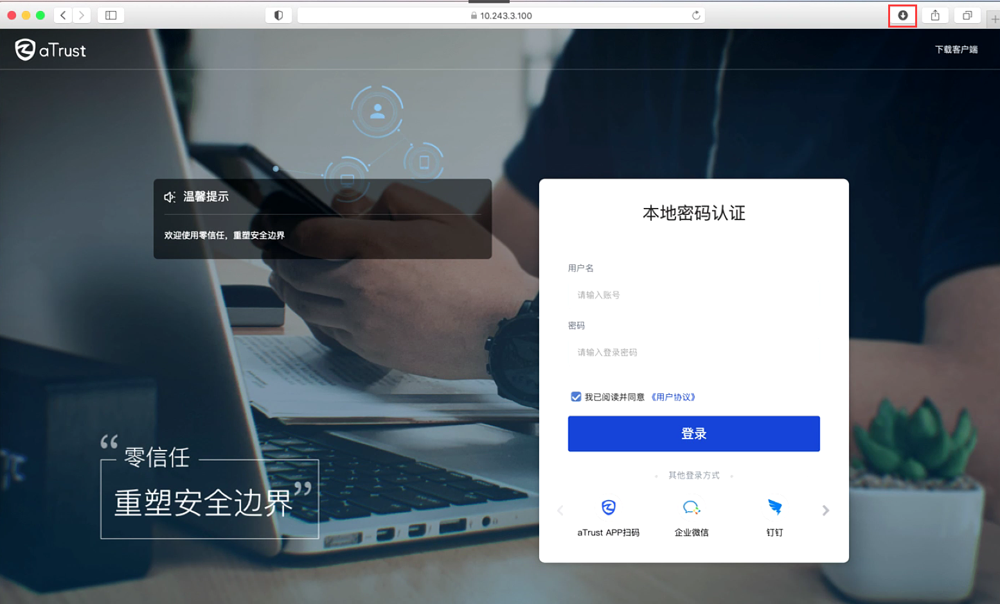 10.243.3.100
aTrust
下载客户端
温馨提示
欢迎使用零信任，重塑安全边界
本地密码认证
用户名
请输入账号
密码
请输入登录密码
我已阅读并同意 《用户协议》
登录
其他登录方式
aTrust APP扫码
企业微信
钉钉
“ 零信任
重塑安全边界 ”